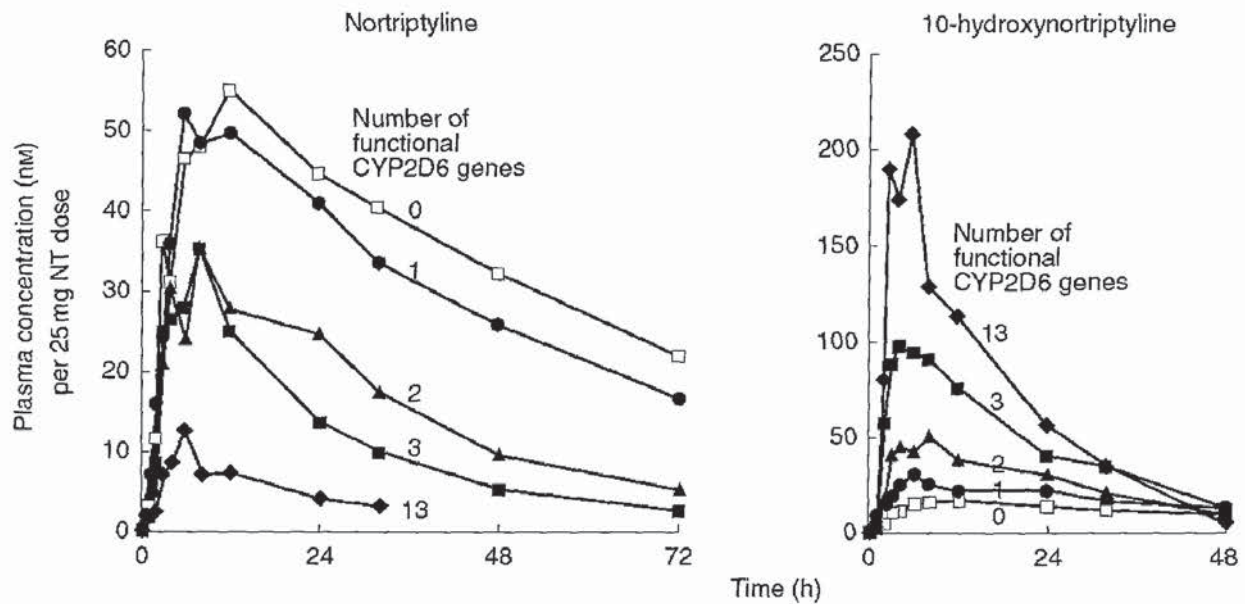 Nortriptyline
10-hydroxynortriptyline
Plasma concentration (nM)
per 25 mg NT dose
60
50
40
30
20
10
0
Number of
functional
CYP2D6 genes
0
1
2
3
13
0
24
48
72
250
200
150
100
50
0
Number of
functional
CYP2D6 genes
13
3
2
1
0
0
24
48
Time (h)